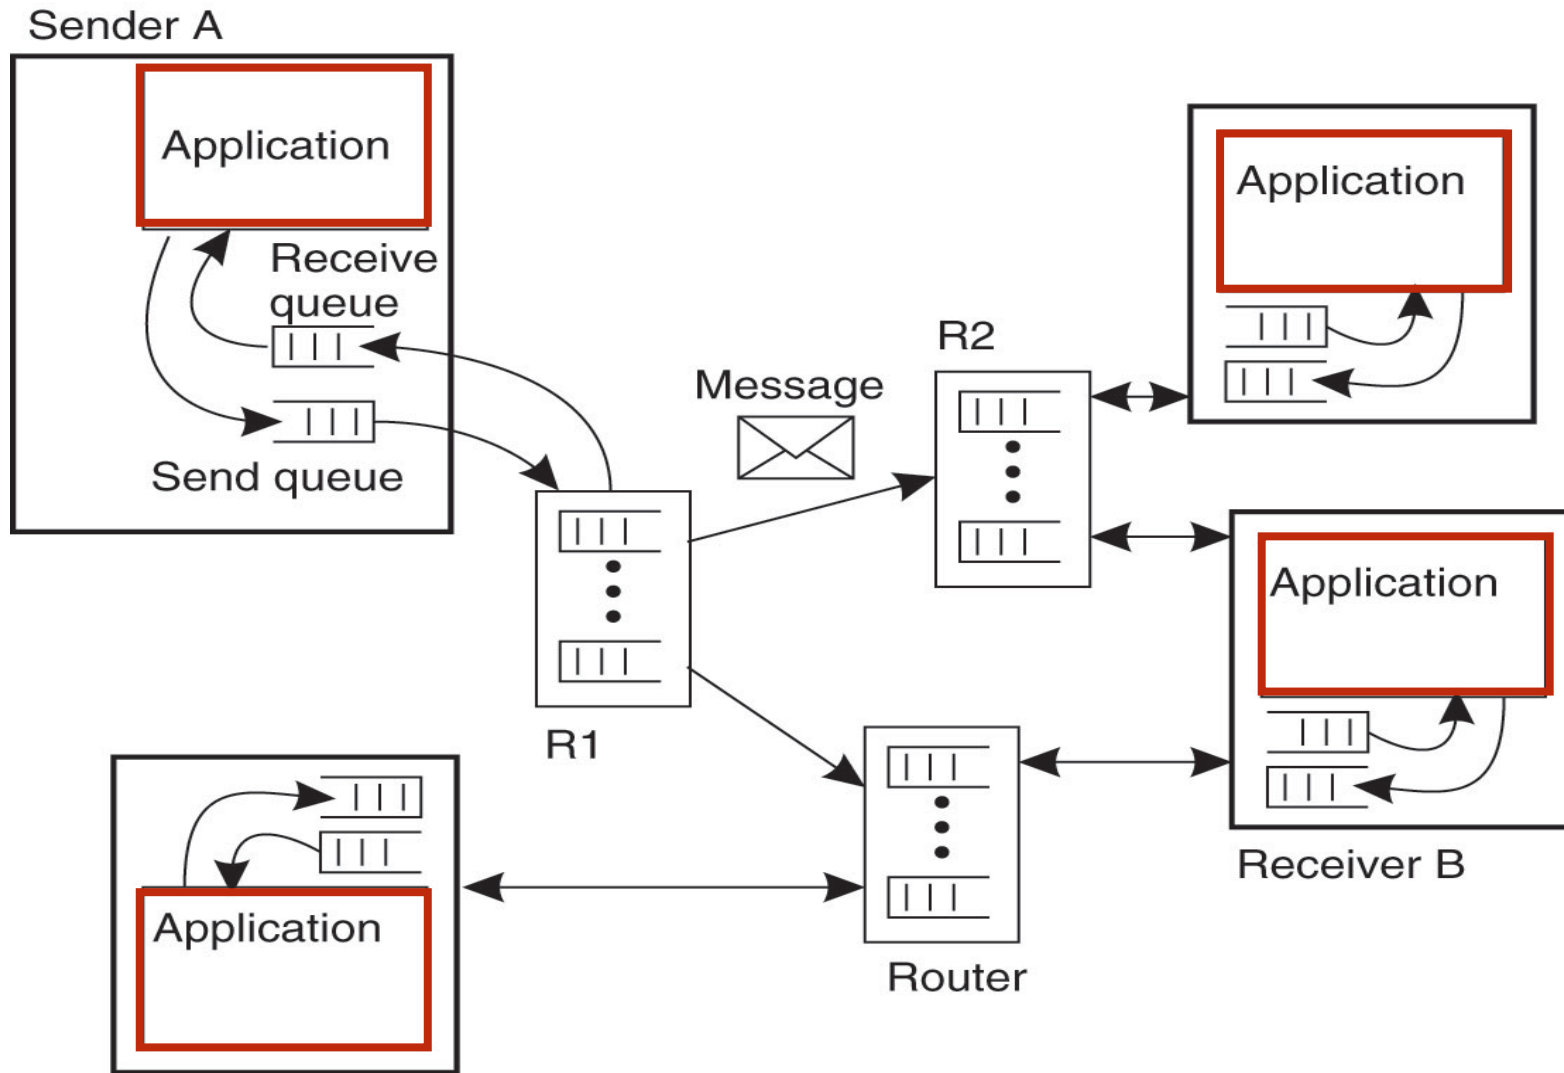 Sender A
Application
Receive
queue
Send queue
Message
R2
Application
R1
Application
Receiver B
Application
Router